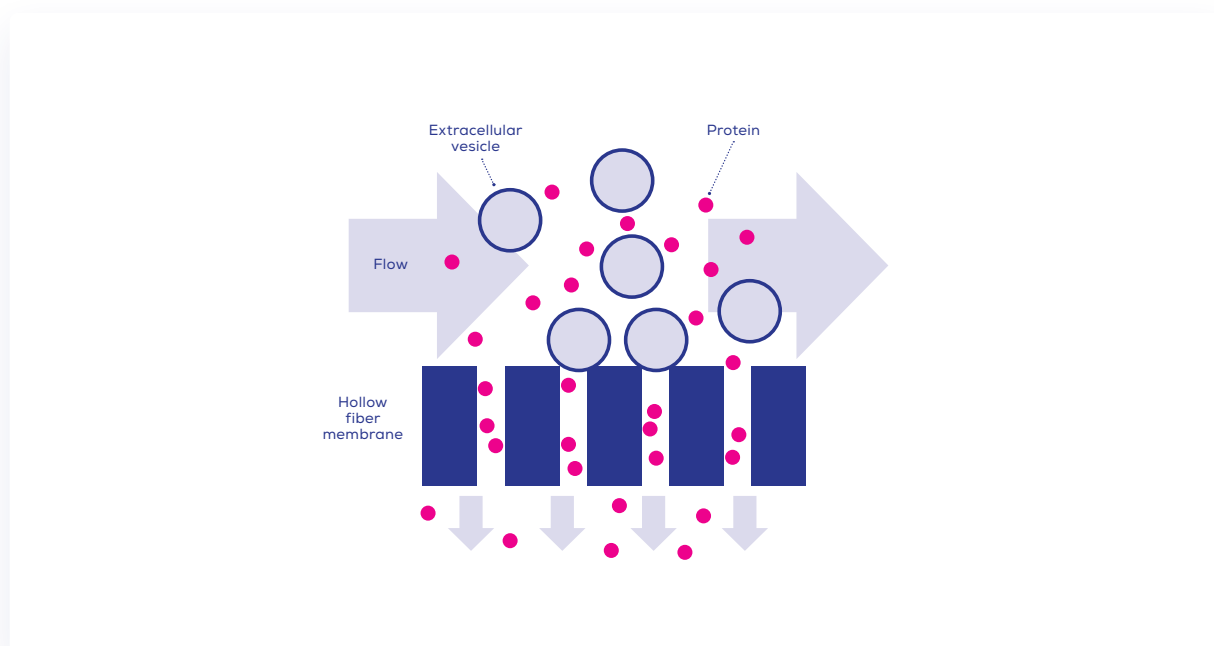 Extracellular
vesicle
Protein
Flow
Hollow
fiber
membrane